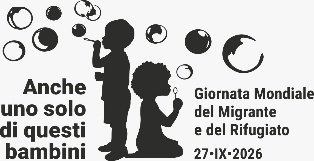 Anche
uno solo
di questi
bambini
Giornata Mondiale
del Migrante
e del Rifugiato
27•IX•2026